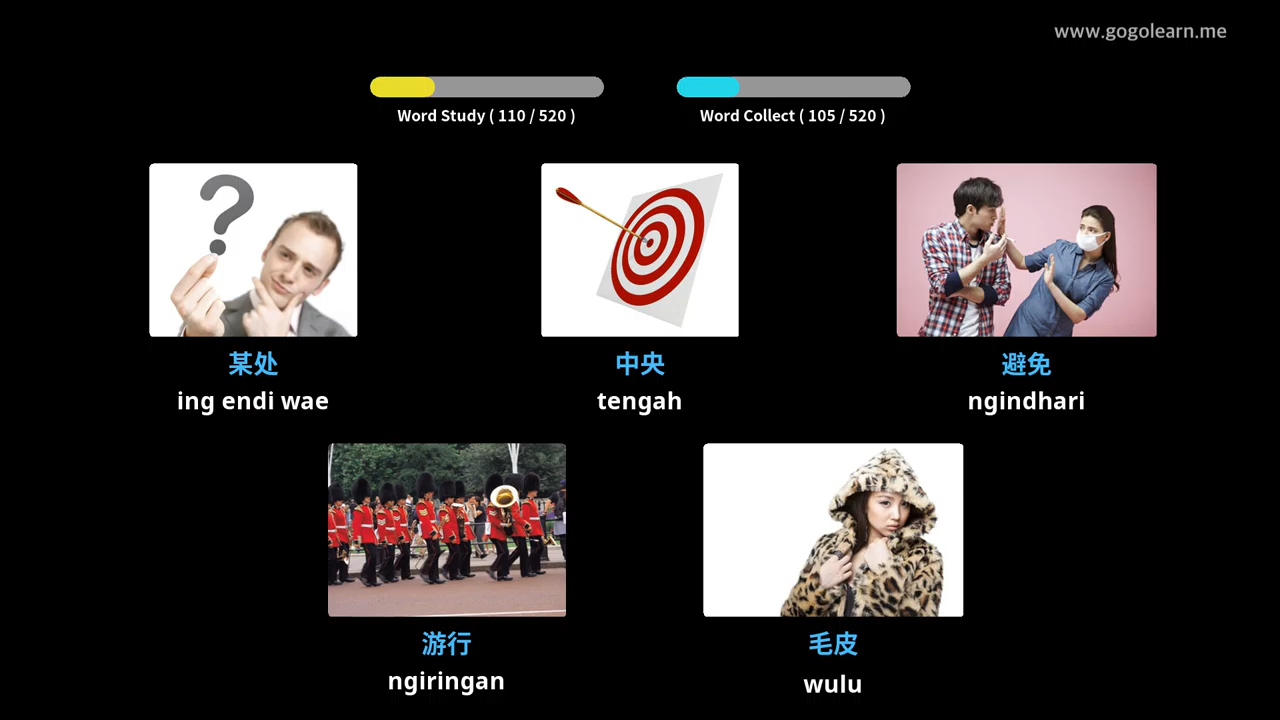 www.gogolearn.me
Word Study ( 110 / 520 )
Word Collect ( 105 / 520 )
某处
ing endi wae
中央
tengah
避免
ngindhari
游行
ngiringan
毛皮
wulu